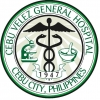 CEBU VELEZ GENERAL HOSPITAL
1947
CEBU CITY, PHILIPPINES